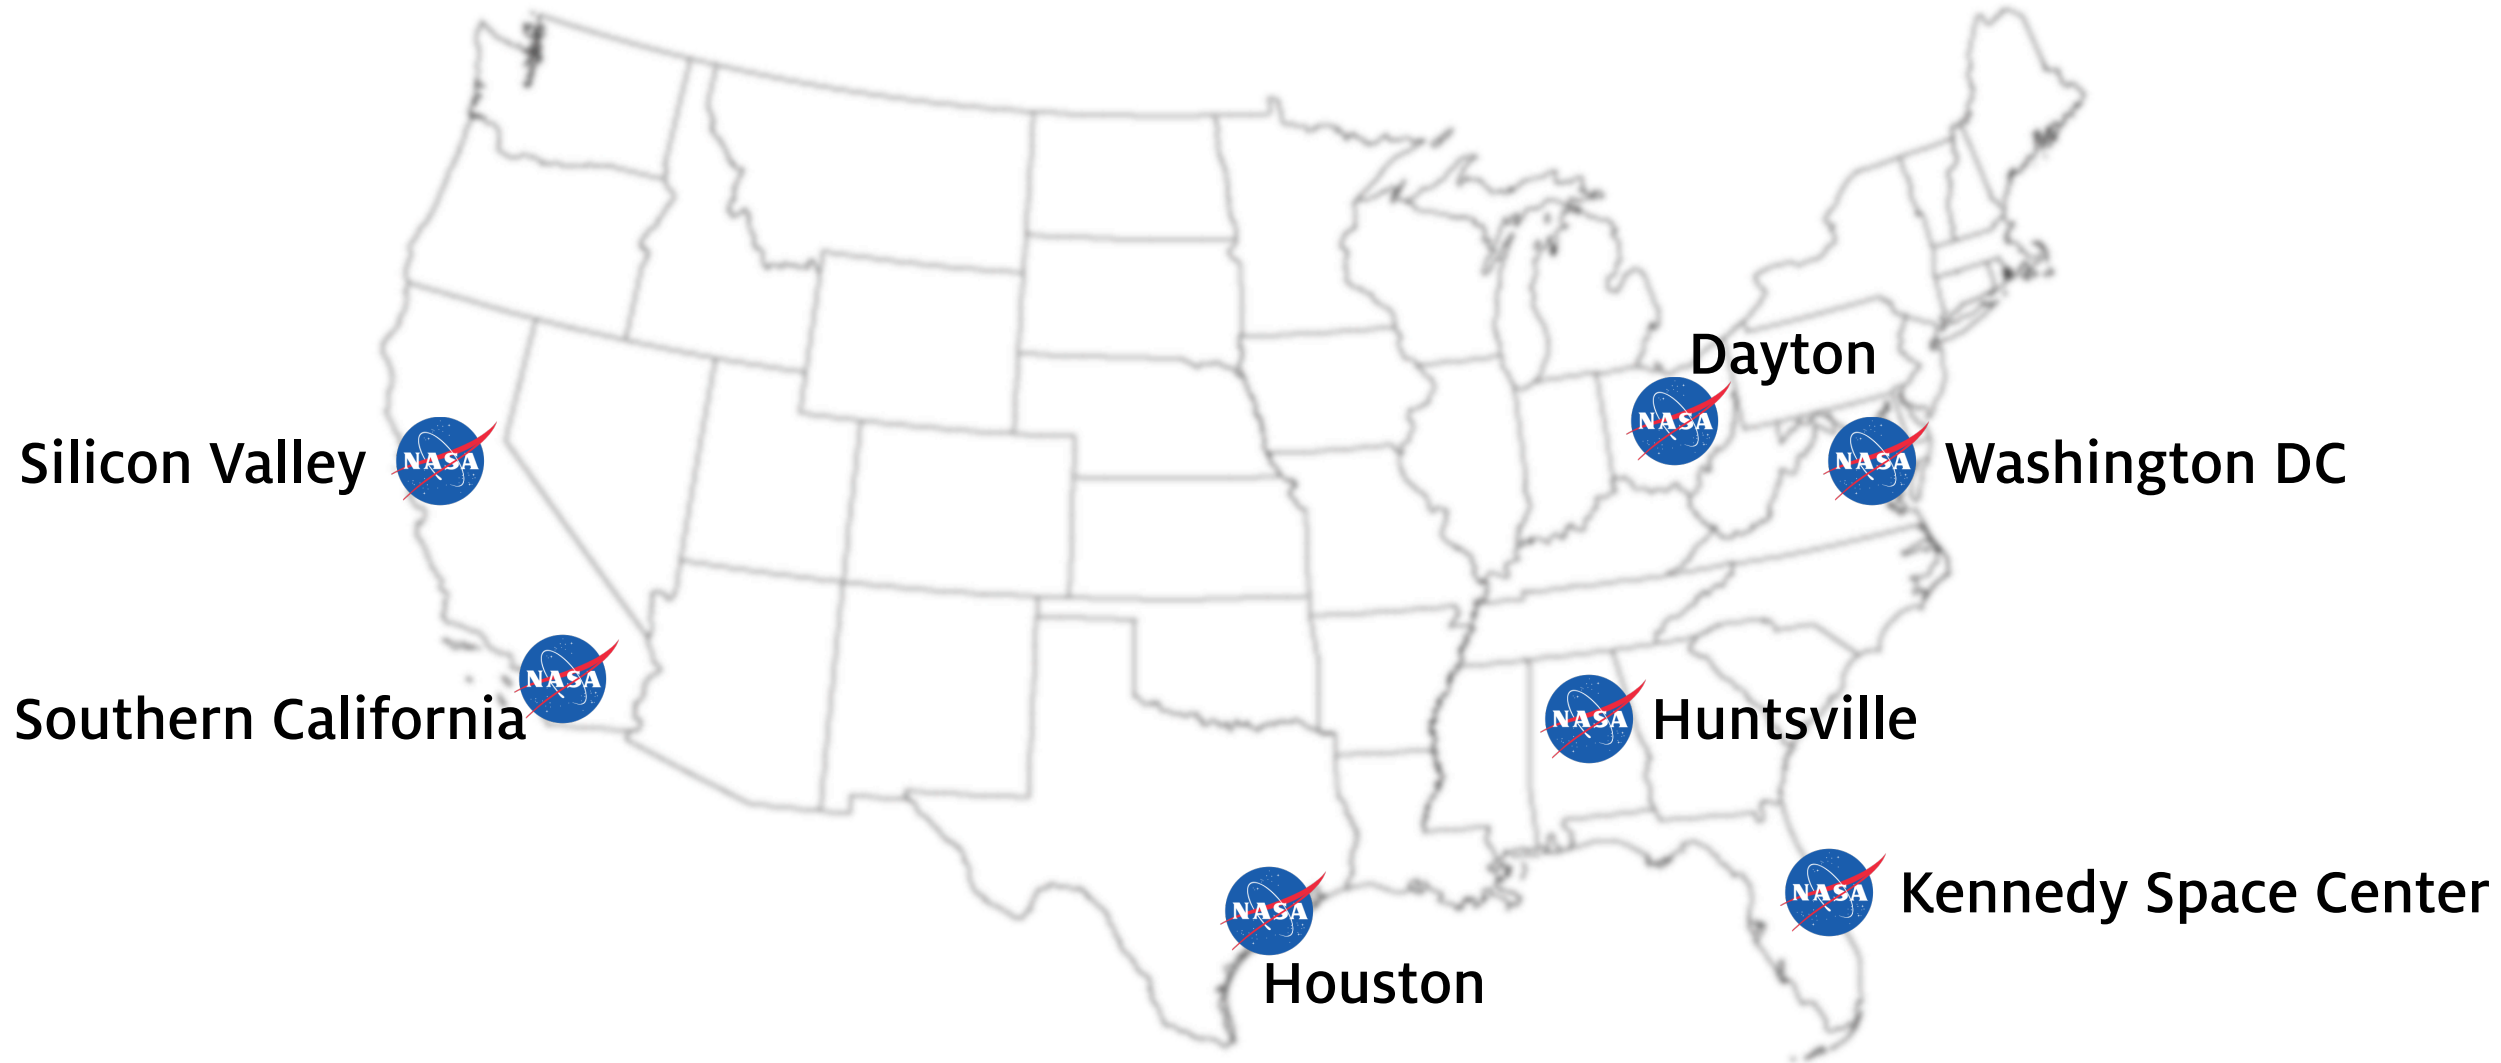 Dayton
NASA
NASA
Silicon Valley
NASA
Washington DC
NASA
Southern California
NASA
Huntsville
NASA
Kennedy Space Center
NASA
Houston